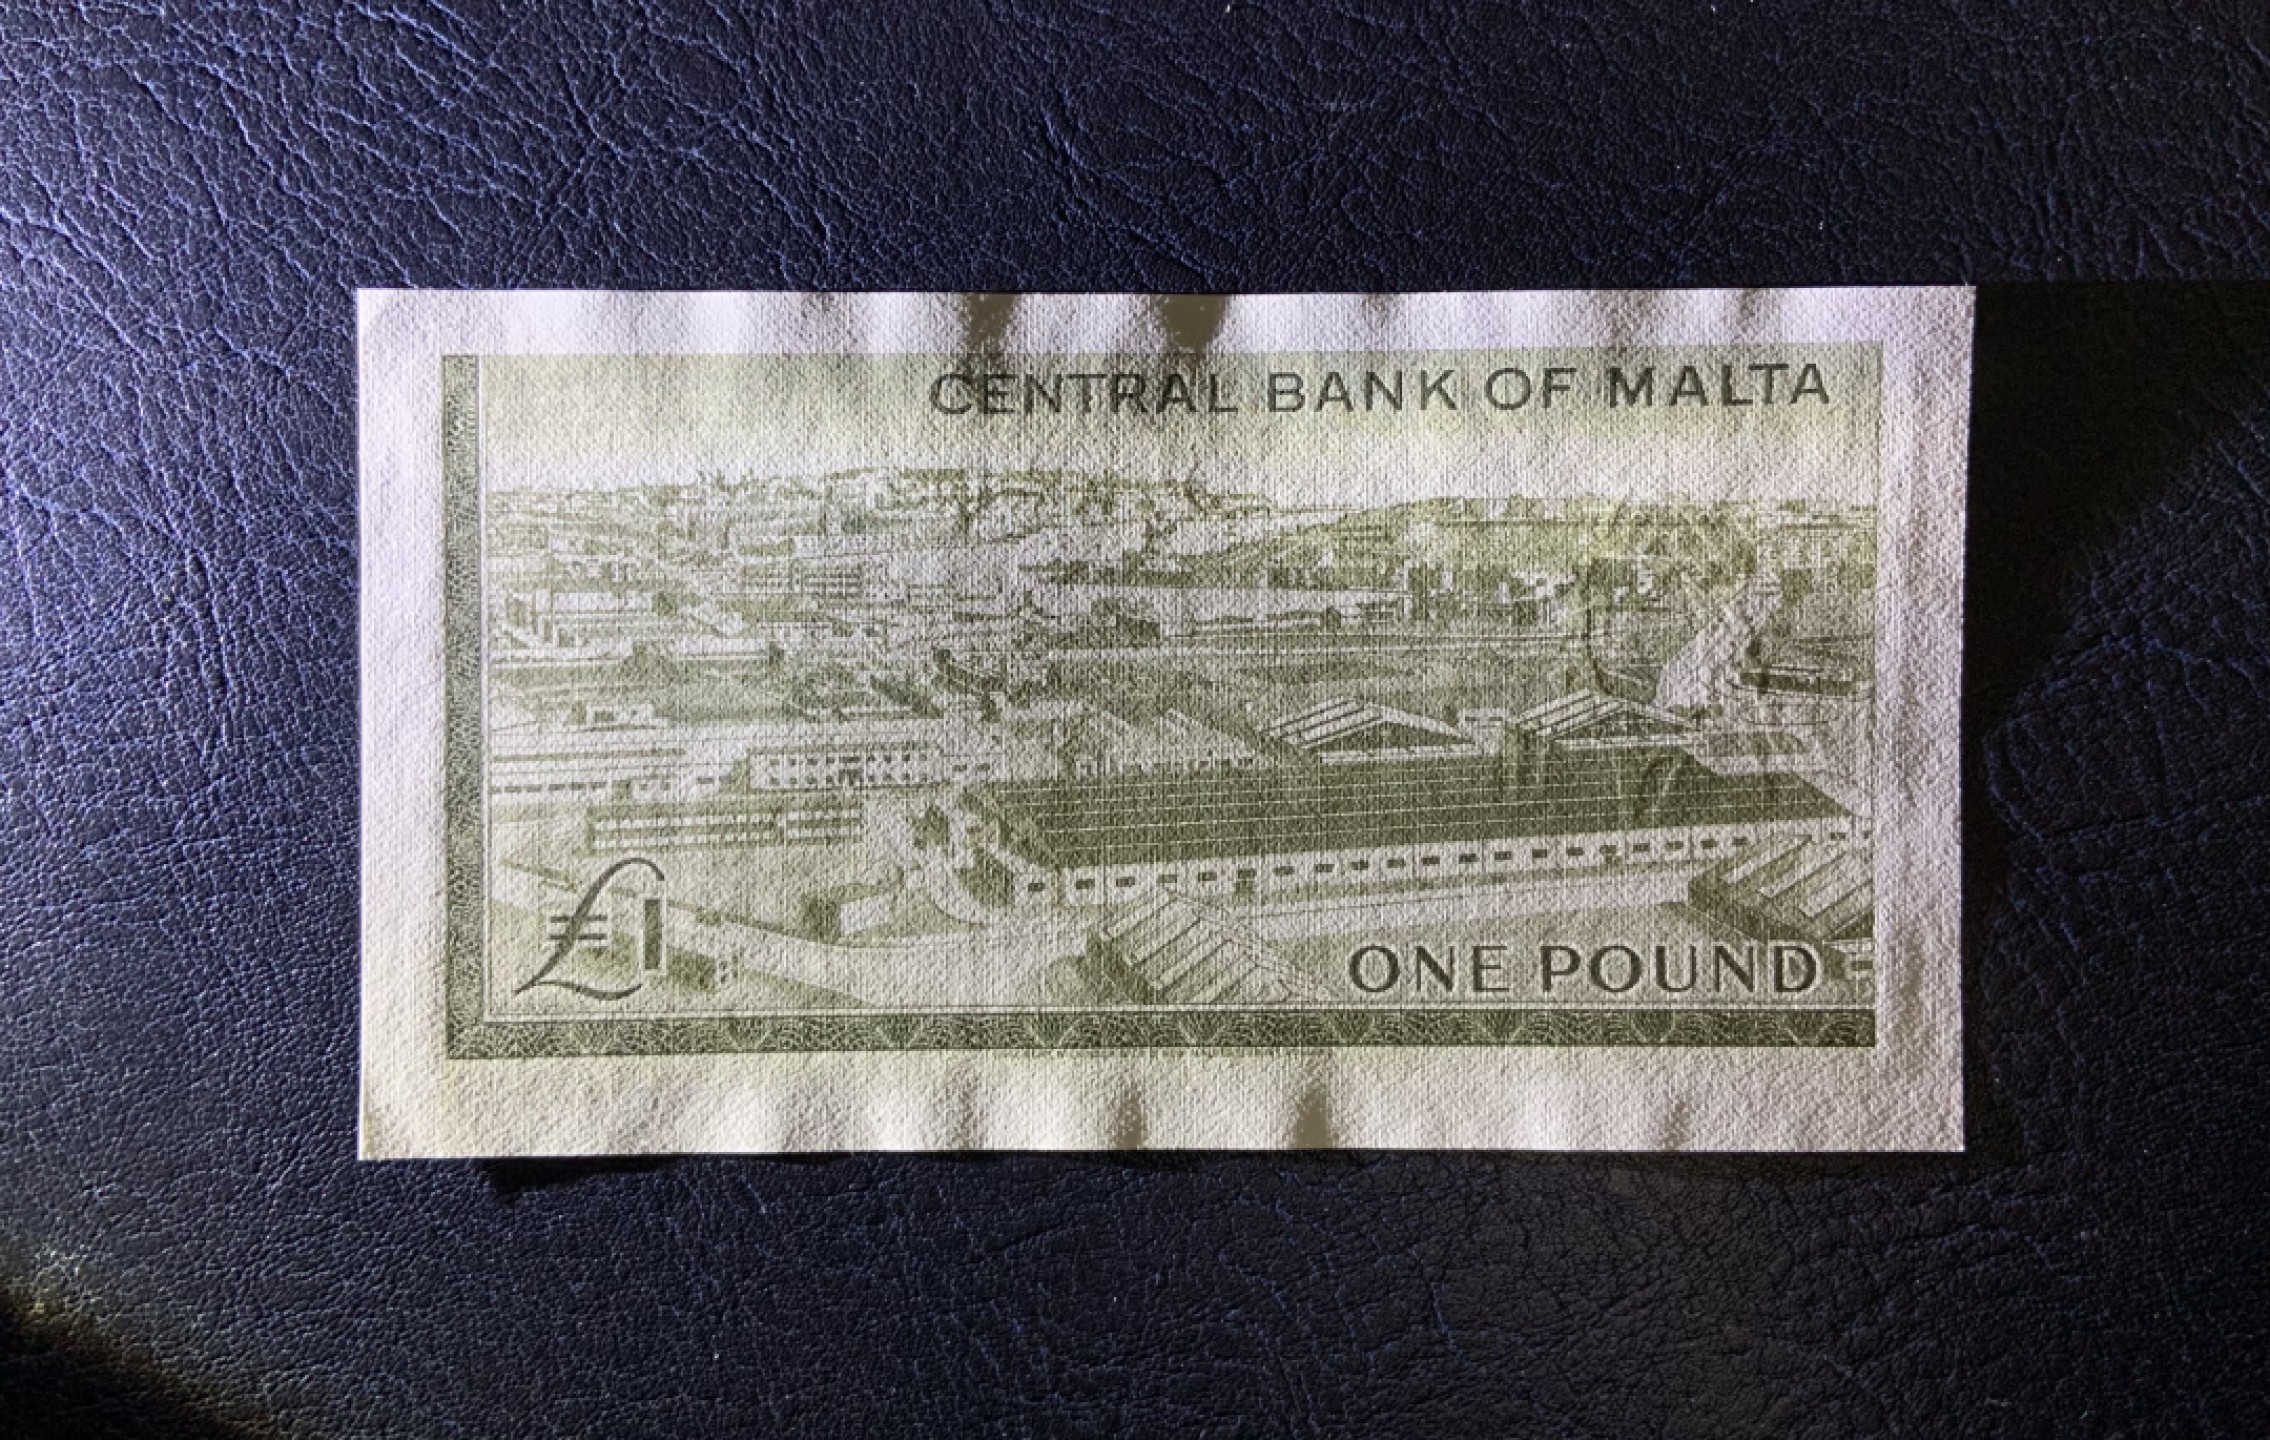 CENTRAL BANK OF MALTA
£1
ONE POUND